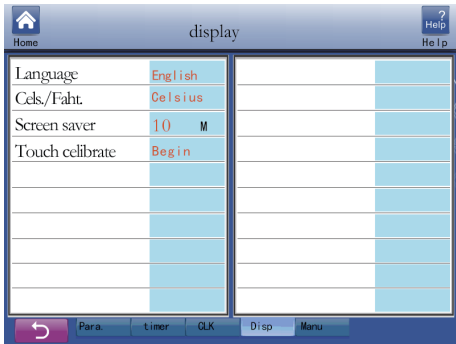 Home
display
?
Help
Help
Language English
Cels./Faht. Celsius
Screen saver 10 M
Touch celibrate Begin
Para. timer CLK Disp Manu